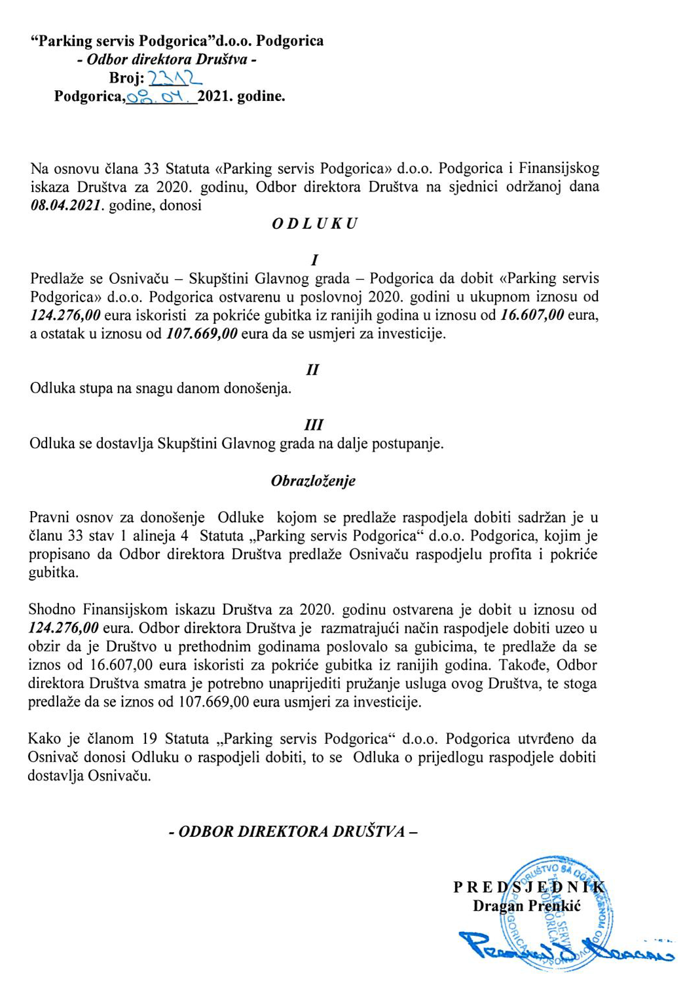 “Parking servis Podgorica”d.o.o. Podgorica
- Odbor direktora Društva -
Broj: 2312
Podgorica, 08.04. 2021. godine.
Na osnovu člana 33 Statuta «Parking servis Podgorica» d.o.o. Podgorica i Finansijskog
iskaza Društva za 2020. godinu, Odbor direktora Društva na sjednici održanoj dana
08.04.2021. godine, donosi
O D L U K U
I
Predlaže se Osnivaču – Skupštini Glavnog grada – Podgorica da dobit «Parking servis
Podgorica» d.o.o. Podgorica ostvarenu u poslovnoj 2020. godini u ukupnom iznosu od
124.276,00 eura iskoristi za pokriće gubitka iz ranijih godina u iznosu od 16.607,00 eura,
a ostatak u iznosu od 107.669,00 eura da se usmjeri za investicije.
II
Odluka stupa na snagu danom donošenja.
III
Odluka se dostavlja Skupštini Glavnog grada na dalje postupanje.
Obrazloženje
Pravni osnov za donošenje Odluke kojom se predlaže raspodjela dobiti sadržan je u
članu 33 stav 1 alineja 4 Statuta „Parking servis Podgorica“ d.o.o. Podgorica, kojim je
propisano da Odbor direktora Društva predlaže Osnivaču raspodjelu profita i pokriće
gubitka.
Shodno Finansijskom iskazu Društva za 2020. godinu ostvarena je dobit u iznosu od
124.276,00 eura. Odbor direktora Društva je razmatrajući način raspodjele dobiti uzeo u
obzir da je Društvo u prethodnim godinama poslovalo sa gubicima, te predlaže da se
iznos od 16.607,00 eura iskoristi za pokriće gubitka iz ranijih godina. Takođe, Odbor
direktora Društva smatra je potrebno unaprijediti pružanje usluga ovog Društva, te stoga
predlaže da se iznos od 107.669,00 eura usmjeri za investicije.
Kako je članom 19 Statuta „Parking servis Podgorica“ d.o.o. Podgorica utvrđeno da
Osnivač donosi Odluku o raspodjeli dobiti, to se Odluka o prijedlogu raspodjele dobiti
dostavlja Osnivaču.
- ODBOR DIREKTORA DRUŠTVA –
P R E D S J E D N I K
Dragan Prenkić
DRUŠTVO SA OGRANIČENOM ODGOVORNOŠĆU
"PARKING SERVIS
PODGORICA"
PODGORICA
Prenkić Dragan